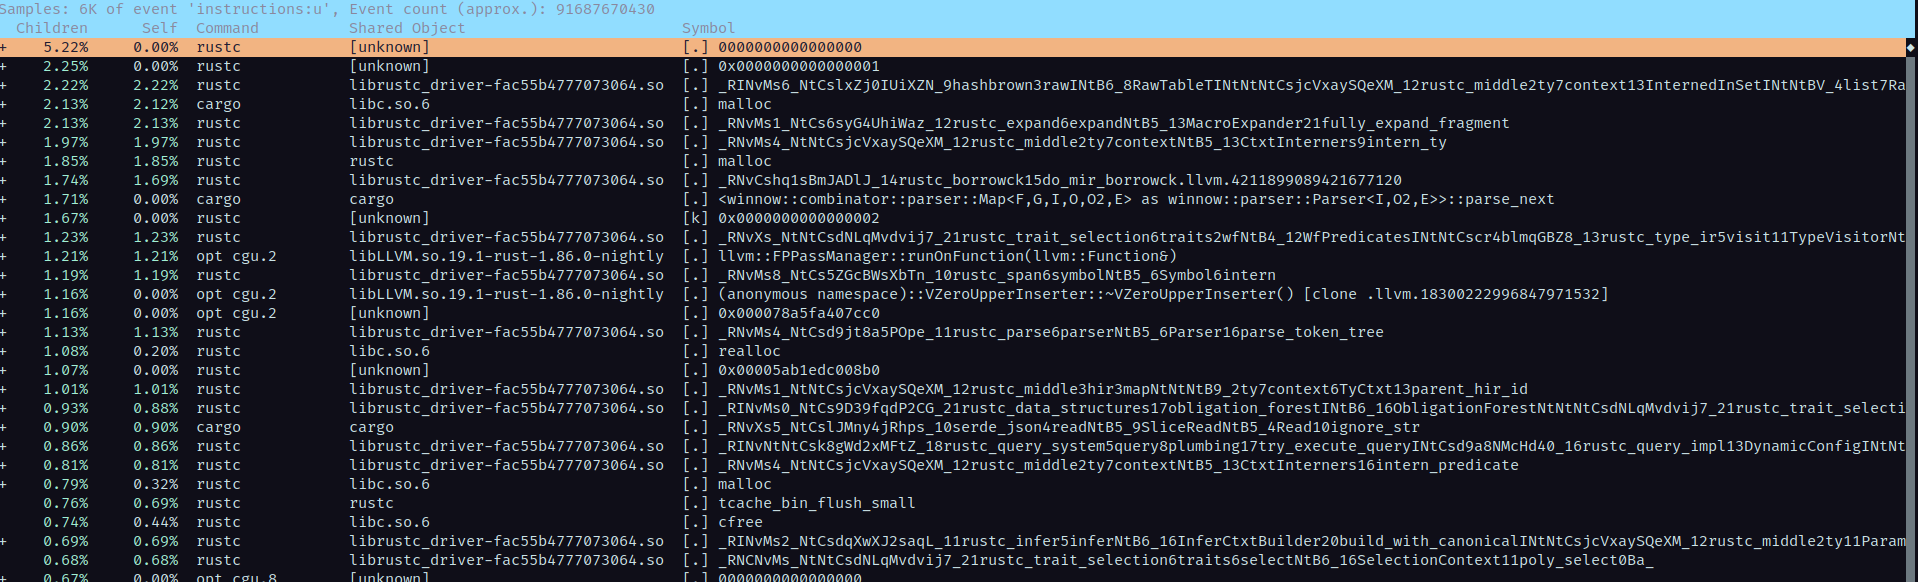 Samples: 6K of event 'instructions:u', Event count (approx.): 91687670430
Children Self Command Shared Object Symbol
+ 5.22% 0.00% rustc [unknown] [.] 0000000000000000
+ 2.25% 0.00% rustc [unknown] [.] 0x0000000000000001
+ 2.22% 2.22% rustc librustc_driver-fac55b4777073064.so [.] _RINvMs6_NtCslxZj0IUiXZN_9hashbrown3rawINtB6_8RawTableTINtNtNtCsjcVxaySQeXM_12rustc_middle2ty7context13InternedInSetINtNtBV_4list7Ra
+ 2.13% 2.12% cargo libc.so.6 [.] malloc
+ 2.13% 2.13% rustc librustc_driver-fac55b4777073064.so [.] _RNvMs1_NtCs6syG4UhiWaz_12rustc_expand6expandNtB5_13MacroExpander21fully_expand_fragment
+ 1.97% 1.97% rustc librustc_driver-fac55b4777073064.so [.] _RNvMs4_NtNtCsjcVxaySQeXM_12rustc_middle2ty7contextNtB5_13CtxtInterners9intern_ty
+ 1.85% 1.85% rustc rustc [.] malloc
+ 1.74% 1.69% rustc librustc_driver-fac55b4777073064.so [.] _RNvCshq1sBmJADlJ_14rustc_borrowck15do_mir_borrowck.llvm.4211899089421677120
+ 1.71% 0.00% cargo cargo [.] <winnow::combinator::parser::Map<F,G,I,O,O2,E> as winnow::parser::Parser<I,O2,E>>::parse_next
+ 1.67% 0.00% rustc [unknown] [k] 0x0000000000000002
+ 1.23% 1.23% rustc librustc_driver-fac55b4777073064.so [.] _RNvXs_NtNtCsdNLqMvdvij7_21rustc_trait_selection6traits2wfNtB4_12WfPredicatesINtNtCscr4blmqGBZ8_13rustc_type_ir5visit11TypeVisitorNt
+ 1.21% 1.21% opt cgu.2 libLLVM.so.19.1-rust-1.86.0-nightly [.] llvm::FPPassManager::runOnFunction(llvm::Function&)
+ 1.19% 1.19% rustc librustc_driver-fac55b4777073064.so [.] _RNvMs8_NtCs5ZGcBWsXbTn_10rustc_span6symbolNtB5_6Symbol6intern
+ 1.16% 0.00% opt cgu.2 libLLVM.so.19.1-rust-1.86.0-nightly [.] (anonymous namespace)::VZeroUpperInserter::~VZeroUpperInserter() [clone .llvm.18300222996847971532]
+ 1.16% 0.00% opt cgu.2 [unknown] [.] 0x000078a5fa407cc0
+ 1.13% 1.13% rustc librustc_driver-fac55b4777073064.so [.] _RNvMs4_NtCsd9jt8a5POpe_11rustc_parse6parserNtB5_6Parser16parse_token_tree
+ 1.08% 0.20% rustc libc.so.6 [.] realloc
+ 1.07% 0.00% rustc [unknown] [.] 0x00005ab1edc008b0
+ 1.01% 1.01% rustc librustc_driver-fac55b4777073064.so [.] _RNvMs1_NtNtCsjcVxaySQeXM_12rustc_middle3hir3mapNtNtNtB9_2ty7context6TyCtxt13parent_hir_id
+ 0.93% 0.88% rustc librustc_driver-fac55b4777073064.so [.] _RINvMs0_NtCs9D39fqdP2CG_21rustc_data_structures17obligation_forestINtB6_16ObligationForestNtNtNtCsdNLqMvdvij7_21rustc_trait_selecti
+ 0.90% 0.90% cargo cargo [.] _RNvXs5_NtCslJMny4jRhps_10serde_json4readNtB5_9SliceReadNtB5_4Read10ignore_str
+ 0.86% 0.86% rustc librustc_driver-fac55b4777073064.so [.] _RINvNtNtCsk8gWd2xMFtZ_18rustc_query_system5query8plumbing17try_execute_queryINtCsd9a8NMcHd40_16rustc_query_impl13DynamicConfigINtNt
+ 0.81% 0.81% rustc librustc_driver-fac55b4777073064.so [.] _RNvMs4_NtNtCsjcVxaySQeXM_12rustc_middle2ty7contextNtB5_13CtxtInterners16intern_predicate
+ 0.79% 0.32% rustc libc.so.6 [.] malloc
0.76% 0.69% rustc rustc [.] tcache_bin_flush_small
0.74% 0.44% rustc libc.so.6 [.] cfree
+ 0.69% 0.69% rustc librustc_driver-fac55b4777073064.so [.] _RINvMs2_NtCsdqXwXJ2saqL_11rustc_infer5inferNtB6_16InferCtxtBuilder20build_with_canonicalINtNtCsjcVxaySQeXM_12rustc_middle2ty11Param
0.68% 0.68% rustc librustc_driver-fac55b4777073064.so [.] _RNCNvMs_NtNtCsdNLqMvdvij7_21rustc_trait_selection6traits6selectNtB6_16SelectionContext11poly_select0Ba_
+ 0.67% 0.00% opt cgu.8 [unknown] [.] 0000000000000000